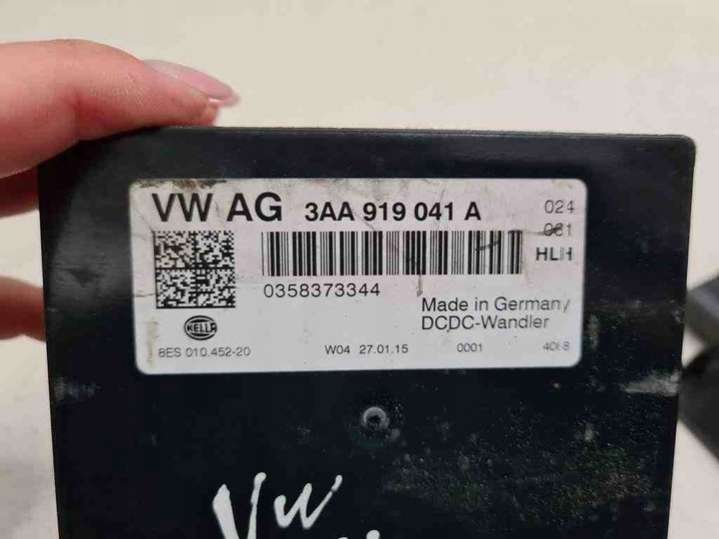 VW AG 3AA 919 041 A 024
031
HLH
0358373344
Made in Germany
DCDC-Wandler
HELLA
8ES 010.452-20 W04 27.01.15 0001
VW